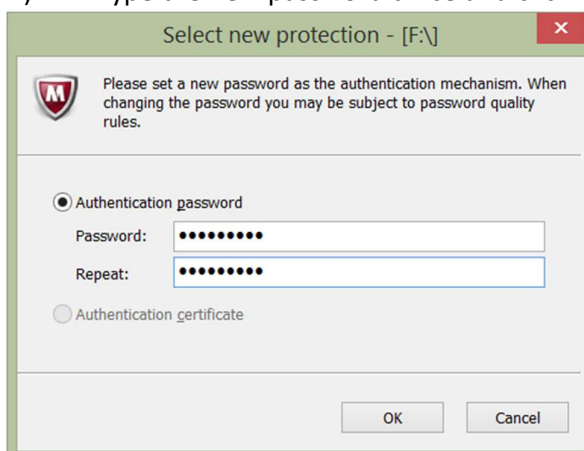 Select new protection - [F:\]
Please set a new password as the authentication mechanism. When
changing the password you may be subject to password quality
rules.
Authentication password
Password: •••••••••
Repeat: •••••••••
Authentication certificate
OK Cancel